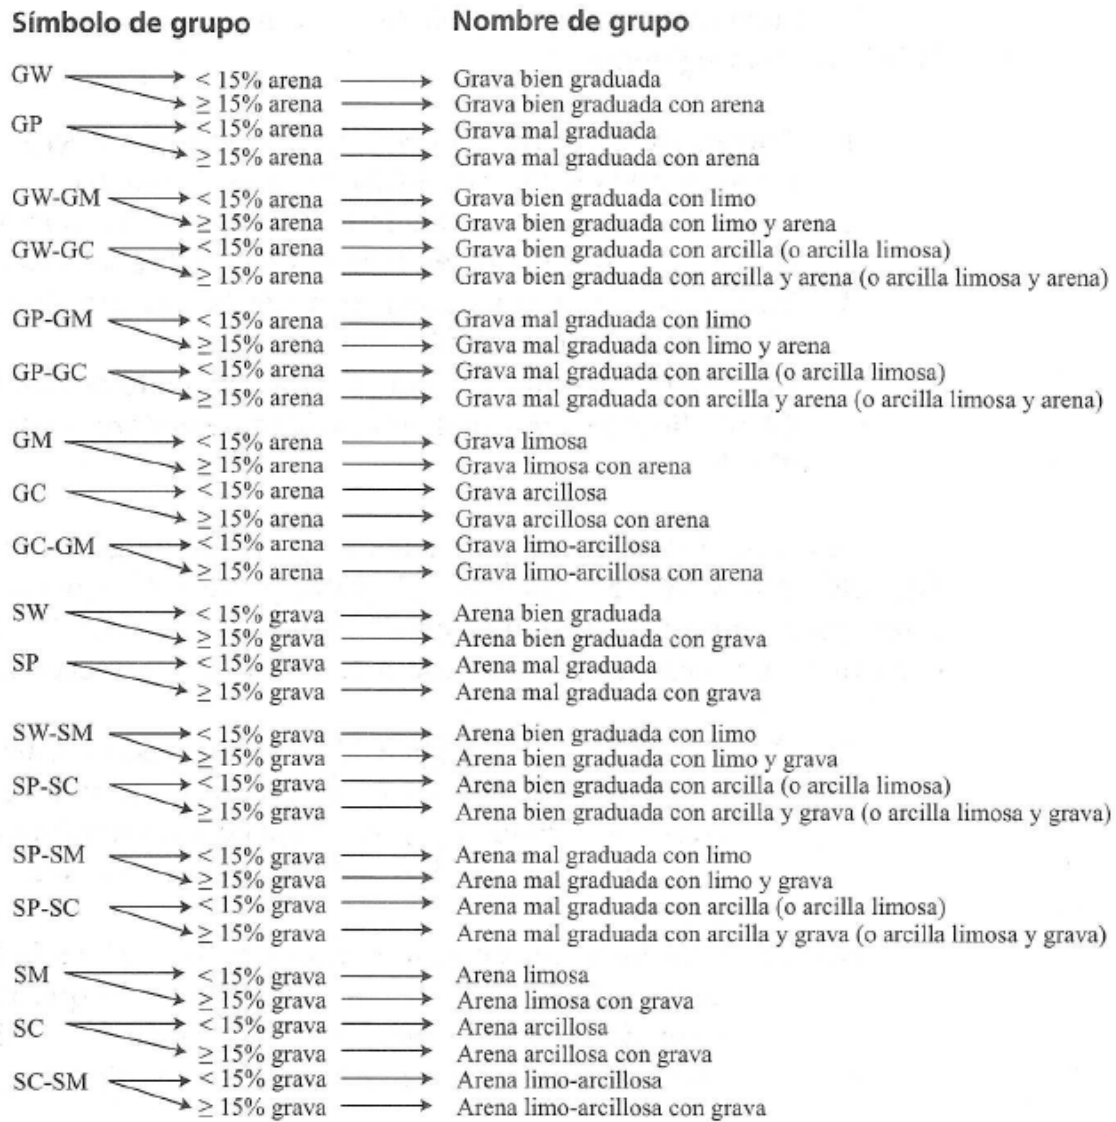 Símbolo de grupo Nombre de grupo
GW < 15% arena Grava bien graduada
≥ 15% arena Grava bien graduada con arena
GP < 15% arena Grava mal graduada
≥ 15% arena Grava mal graduada con arena
GW-GM < 15% arena Grava bien graduada con limo
≥ 15% arena Grava bien graduada con limo y arena
GW-GC < 15% arena Grava bien graduada con arcilla (o arcilla limosa)
≥ 15% arena Grava bien graduada con arcilla y arena (o arcilla limosa y arena)
GP-GM < 15% arena Grava mal graduada con limo
≥ 15% arena Grava mal graduada con limo y arena
GP-GC < 15% arena Grava mal graduada con arcilla (o arcilla limosa)
≥ 15% arena Grava mal graduada con arcilla y arena (o arcilla limosa y arena)
GM < 15% arena Grava limosa
≥ 15% arena Grava limosa con arena
GC < 15% arena Grava arcillosa
≥ 15% arena Grava arcillosa con arena
GC-GM < 15% arena Grava limo-arcillosa
≥ 15% arena Grava limo-arcillosa con arena
SW < 15% grava Arena bien graduada
≥ 15% grava Arena bien graduada con grava
SP < 15% grava Arena mal graduada
≥ 15% grava Arena mal graduada con grava
SW-SM < 15% grava Arena bien graduada con limo
≥ 15% grava Arena bien graduada con limo y grava
SP-SC < 15% grava Arena bien graduada con arcilla (o arcilla limosa)
≥ 15% grava Arena bien graduada con arcilla y grava (o arcilla limosa y grava)
SP-SM < 15% grava Arena mal graduada con limo
≥ 15% grava Arena mal graduada con limo y grava
SP-SC < 15% grava Arena mal graduada con arcilla (o arcilla limosa)
≥ 15% grava Arena mal graduada con arcilla y grava (o arcilla limosa y grava)
SM < 15% grava Arena limosa
≥ 15% grava Arena limosa con grava
SC < 15% grava Arena arcillosa
≥ 15% grava Arena arcillosa con grava
SC-SM < 15% grava Arena limo-arcillosa
≥ 15% grava Arena limo-arcillosa con grava